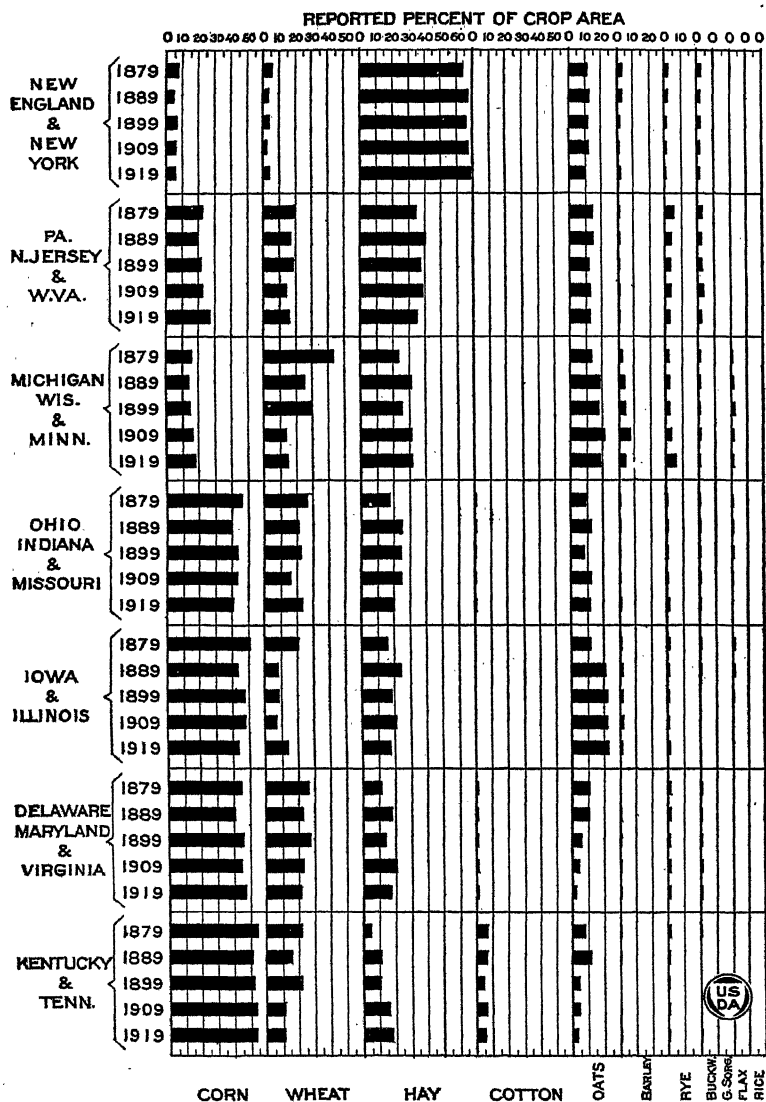 REPORTED PERCENT OF CROP AREA
0 10 20 30 40 50 0 10 20 30 40 50 0 10 20 30 40 50 60 0 10 20 30 40 50 0 10 20 0 10 20 0 10 0 0 0 0 0
NEW ENGLAND & NEW YORK
1879
1889
1899
1909
1919
PA. N.JERSEY & W.VA.
1879
1889
1899
1909
1919
MICHIGAN WIS. & MINN.
1879
1889
1899
1909
1919
OHIO INDIANA & MISSOURI
1879
1889
1899
1909
1919
IOWA & ILLINOIS
1879
1889
1899
1909
1919
DELAWARE MARYLAND & VIRGINIA
1879
1889
1899
1909
1919
KENTUCKY & TENN.
1879
1889
1899
1909
1919
US
DA
CORN WHEAT HAY COTTON OATS BARLEY RYE BUCKW. G.SORG. FLAX RICE